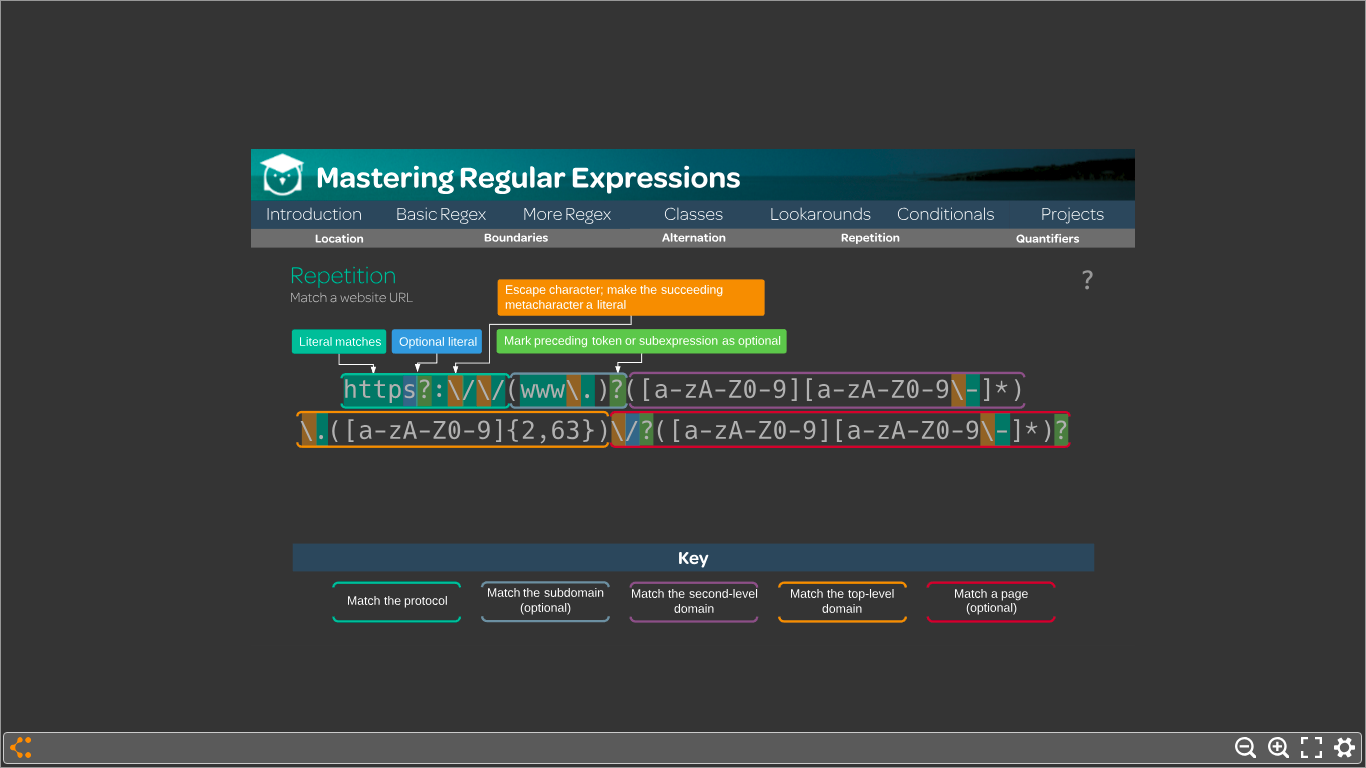 Mastering Regular Expressions
Introduction Basic Regex More Regex Classes Lookarounds Conditionals Projects
Location Boundaries Alternation Repetition Quantifiers
Repetition
Match a website URL
?
Escape character; make the succeeding
metacharacter a literal
Literal matches
Optional literal
Mark preceding token or subexpression as optional
https?:\/\/(www\.)?([a-zA-Z0-9][a-zA-Z0-9\-]*)
\.([a-zA-Z0-9]{2,63})\/?([a-zA-Z0-9][a-zA-Z0-9\-]*)?
Key
Match the protocol
Match the subdomain
(optional)
Match the second-level
domain
Match the top-level
domain
Match a page
(optional)